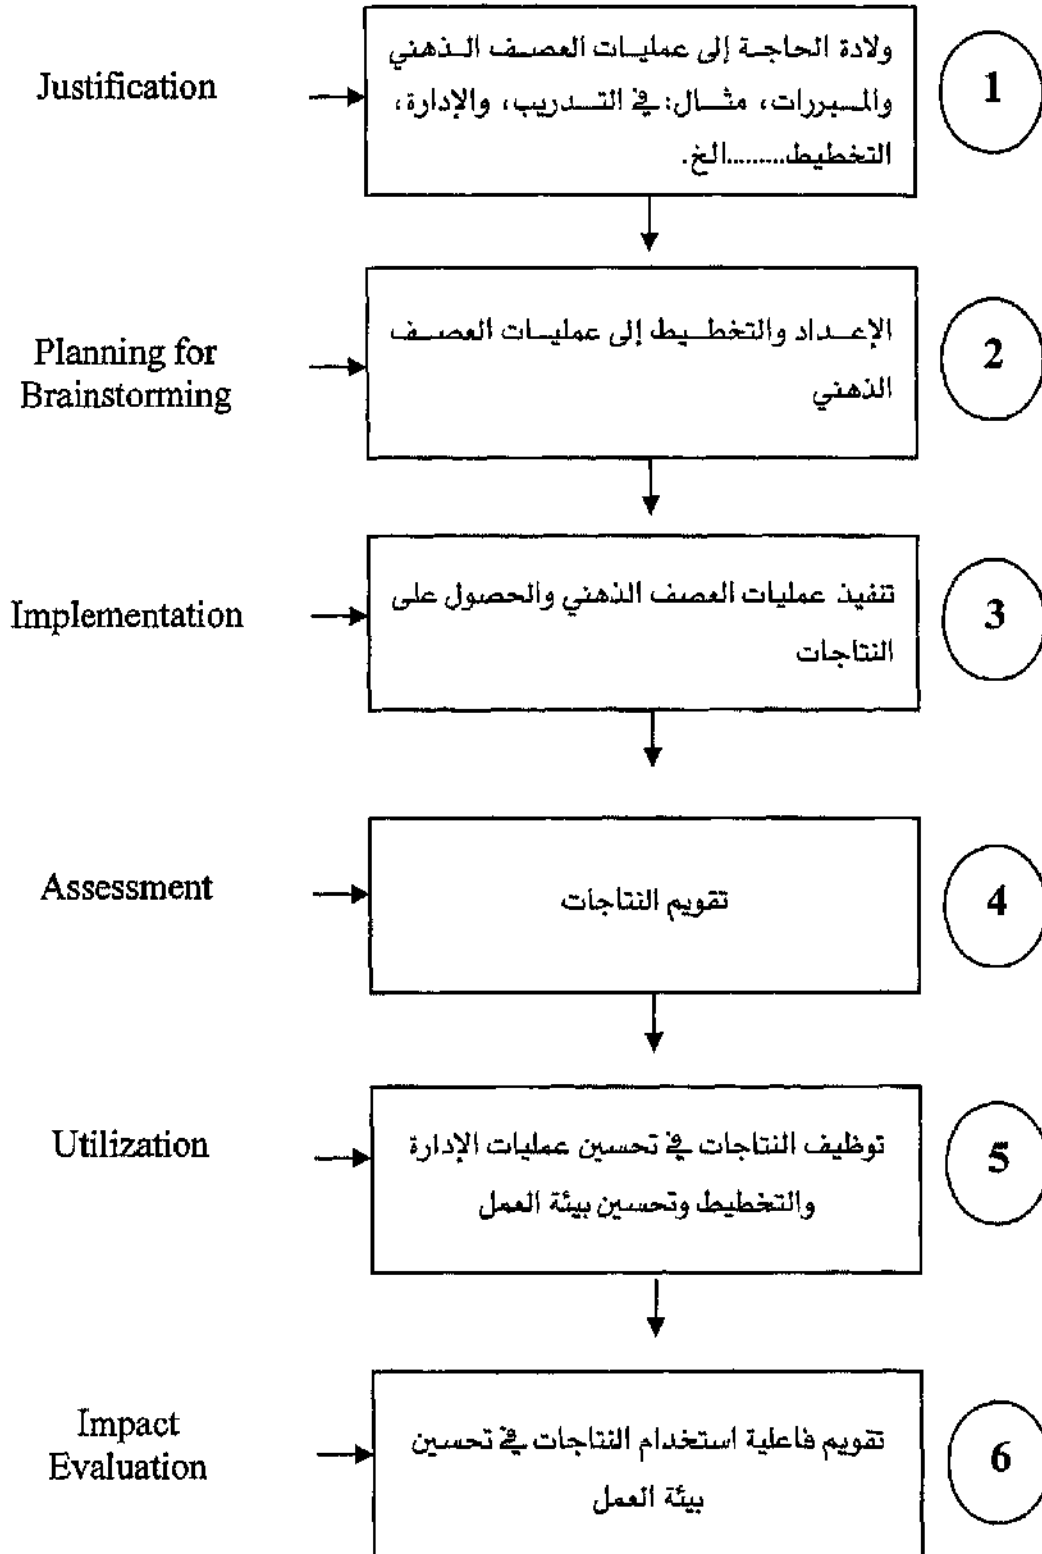 Justification
ولادة الحاجة إلى عمليات العصف الذهني
والمبررات، مثال: في التدريب، والإدارة،
التخطيط.........الخ.
1
Planning for
Brainstorming
الإعداد والتخطيط إلى عمليات العصف
الذهني
2
Implementation
تنفيذ عمليات العصف الذهني والحصول على
النتاجات
3
Assessment
تقويم النتاجات
4
Utilization
توظيف النتاجات في تحسين عمليات الإدارة
والتخطيط وتحسين بيئة العمل
5
Impact
Evaluation
تقويم فاعلية استخدام النتاجات في تحسين
بيئة العمل
6